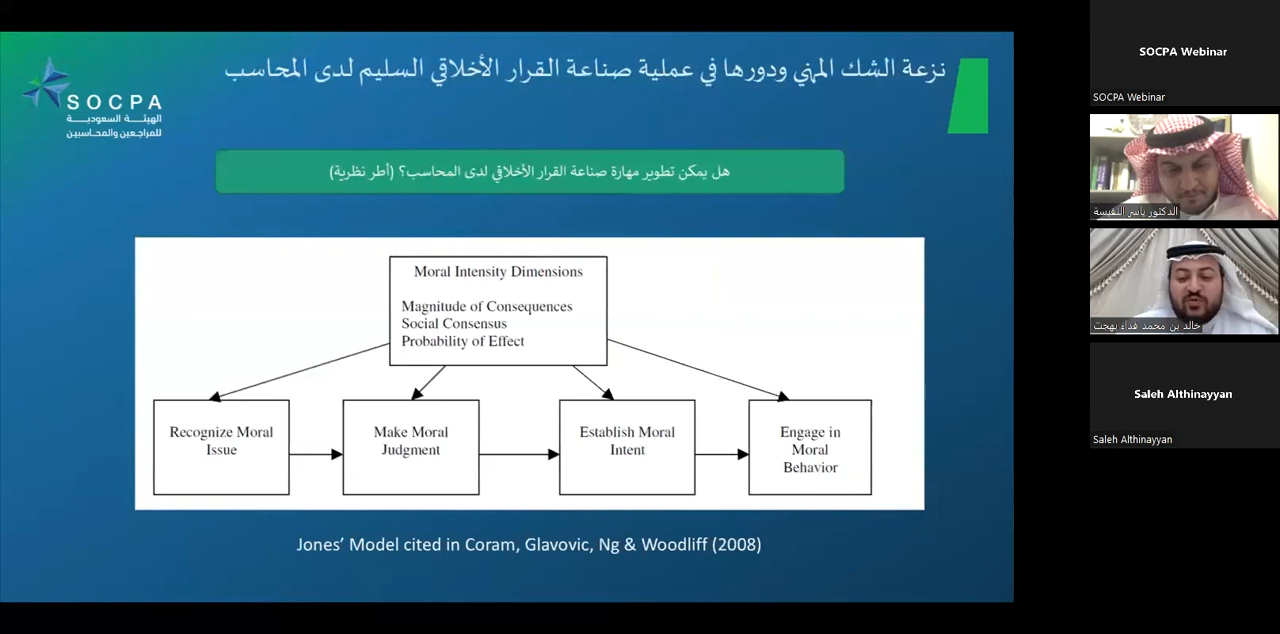 نزعة الشك المهني ودورها في عملية صناعة القرار الأخلاقي السليم لدى المحاسب
SOCPA
الهيئة السعودية
للمراجعين والمحاسبين
هل يمكن تطوير مهارة صناعة القرار الأخلاقي لدى المحاسب؟ (أطر نظرية)
Moral Intensity Dimensions
Magnitude of Consequences
Social Consensus
Probability of Effect
Recognize Moral
Issue
Make Moral
Judgment
Establish Moral
Intent
Engage in
Moral
Behavior
Jones’ Model cited in Coram, Glavovic, Ng & Woodliff (2008)
SOCPA Webinar
SOCPA Webinar
الدكتور ياسر النفيسة
خالد بن محمد فداء بهجت
Saleh Althinayyan
Saleh Althinayyan